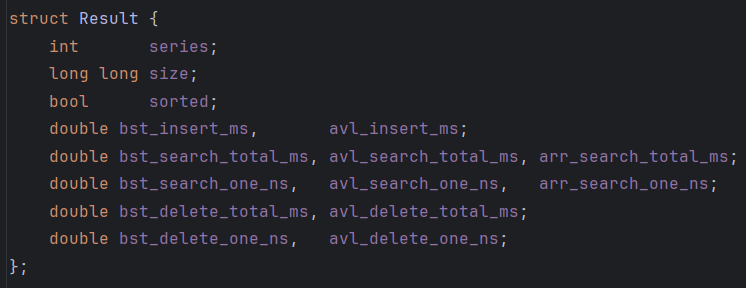 struct Result {
    int       series;
    long long size;
    bool      sorted;
    double bst_insert_ms,       avl_insert_ms;
    double bst_search_total_ms, avl_search_total_ms, arr_search_total_ms;
    double bst_search_one_ns,   avl_search_one_ns,   arr_search_one_ns;
    double bst_delete_total_ms, avl_delete_total_ms;
    double bst_delete_one_ns,   avl_delete_one_ns;
};